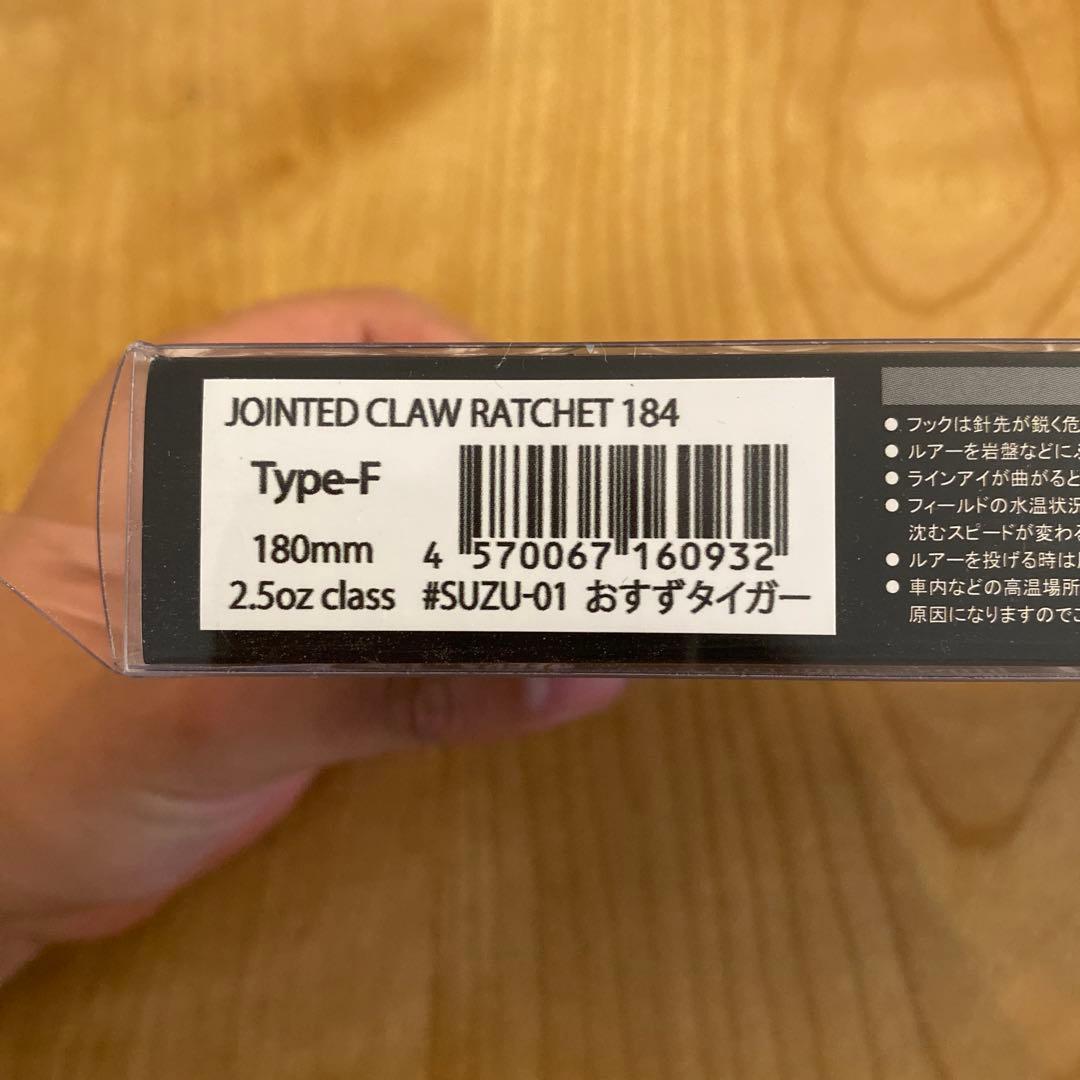 JOINTED CLAW RATCHET 184
Type-F
180mm
2.5oz class
4 570067 160932
#SUZU-01 おすずタイガー
● フックは針先が鋭く危
● ルアーを岩盤などに
● ラインアイが曲がると
● フィールドの水温状況
沈むスピードが変わる
● ルアーを投げる時は
● 車内などの高温場所
原因になりますのでこ